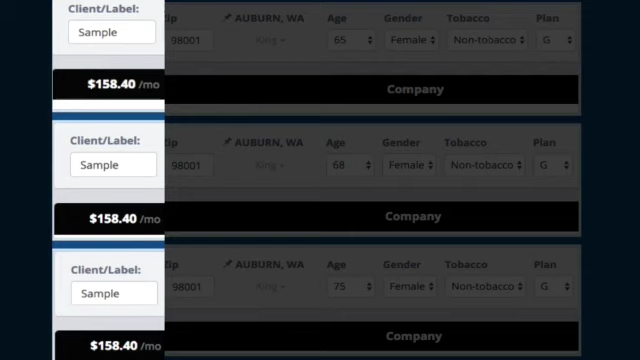 Client/Label: Zip AUBURN, WA Age Gender Tobacco Plan
Sample 98001 King 65 Female Non-tobacco G
$158.40 /mo Company
Client/Label: Zip AUBURN, WA Age Gender Tobacco Plan
Sample 98001 King 68 Female Non-tobacco G
$158.40 /mo Company
Client/Label: Zip AUBURN, WA Age Gender Tobacco Plan
Sample 98001 King 75 Female Non-tobacco G
$158.40 /mo Company